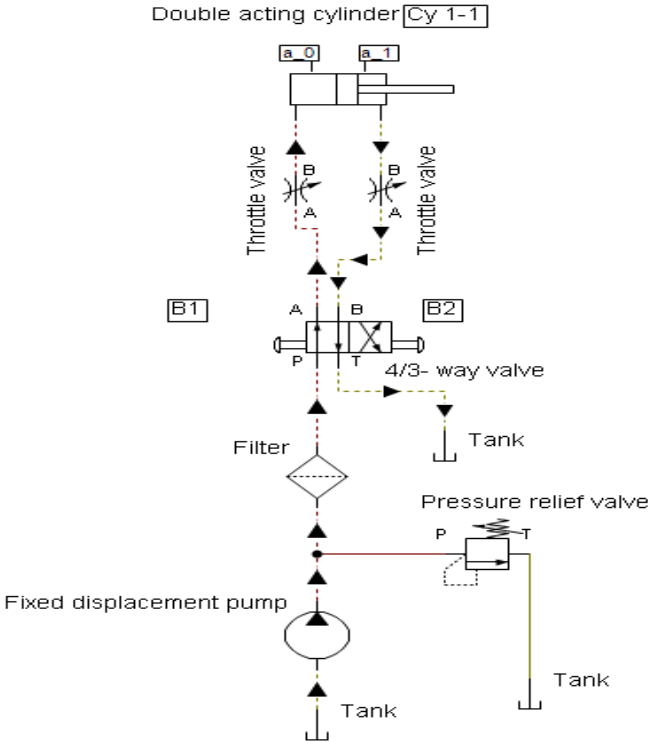 Double acting cylinder Cy 1-1
a_0 a_1
Throttle valve B B Throttle valve
A A
B1 A B B2
P T
4/3- way valve
Filter Tank
Pressure relief valve
P T
Fixed displacement pump
Tank
Tank